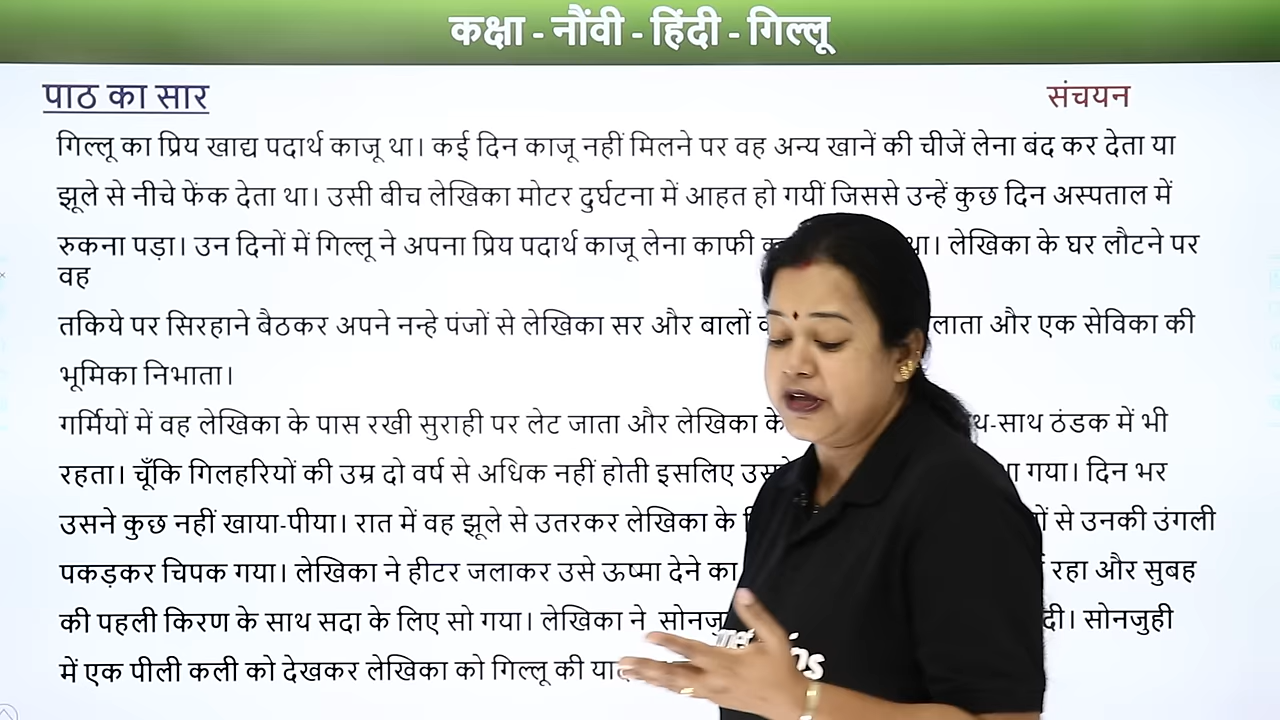 कक्षा - नौंवी - हिंदी - गिल्लू
पाठ का सार
संचयन
गिल्लू का प्रिय खाद्य पदार्थ काजू था। कई दिन काजू नहीं मिलने पर वह अन्य खानें की चीजें लेना बंद कर देता या
झूले से नीचे फेंक देता था। उसी बीच लेखिका मोटर दुर्घटना में आहत हो गयीं जिससे उन्हें कुछ दिन अस्पताल में
रुकना पड़ा। उन दिनों में गिल्लू ने अपना प्रिय पदार्थ काजू लेना काफी था। लेखिका के घर लौटने पर
वह
तकिये पर सिरहाने बैठकर अपने नन्हे पंजों से लेखिका सर और बालों और एक सेविका की
भूमिका निभाता।
गर्मियों में वह लेखिका के पास रखी सुराही पर लेट जाता और लेखिका के ठंडक में भी
रहता। चूँकि गिलहरियों की उम्र दो वर्ष से अधिक नहीं होती इसलिए गया। दिन भर
उसने कुछ नहीं खाया-पीया। रात में वह झूले से उतरकर लेखिका के से उनकी उंगली
पकड़कर चिपक गया। लेखिका ने हीटर जलाकर उसे ऊष्मा देने का रहा और सुबह
की पहली किरण के साथ सदा के लिए सो गया। लेखिका ने दी। सोनजुही
में एक पीली कली को देखकर लेखिका को गिल्लू की